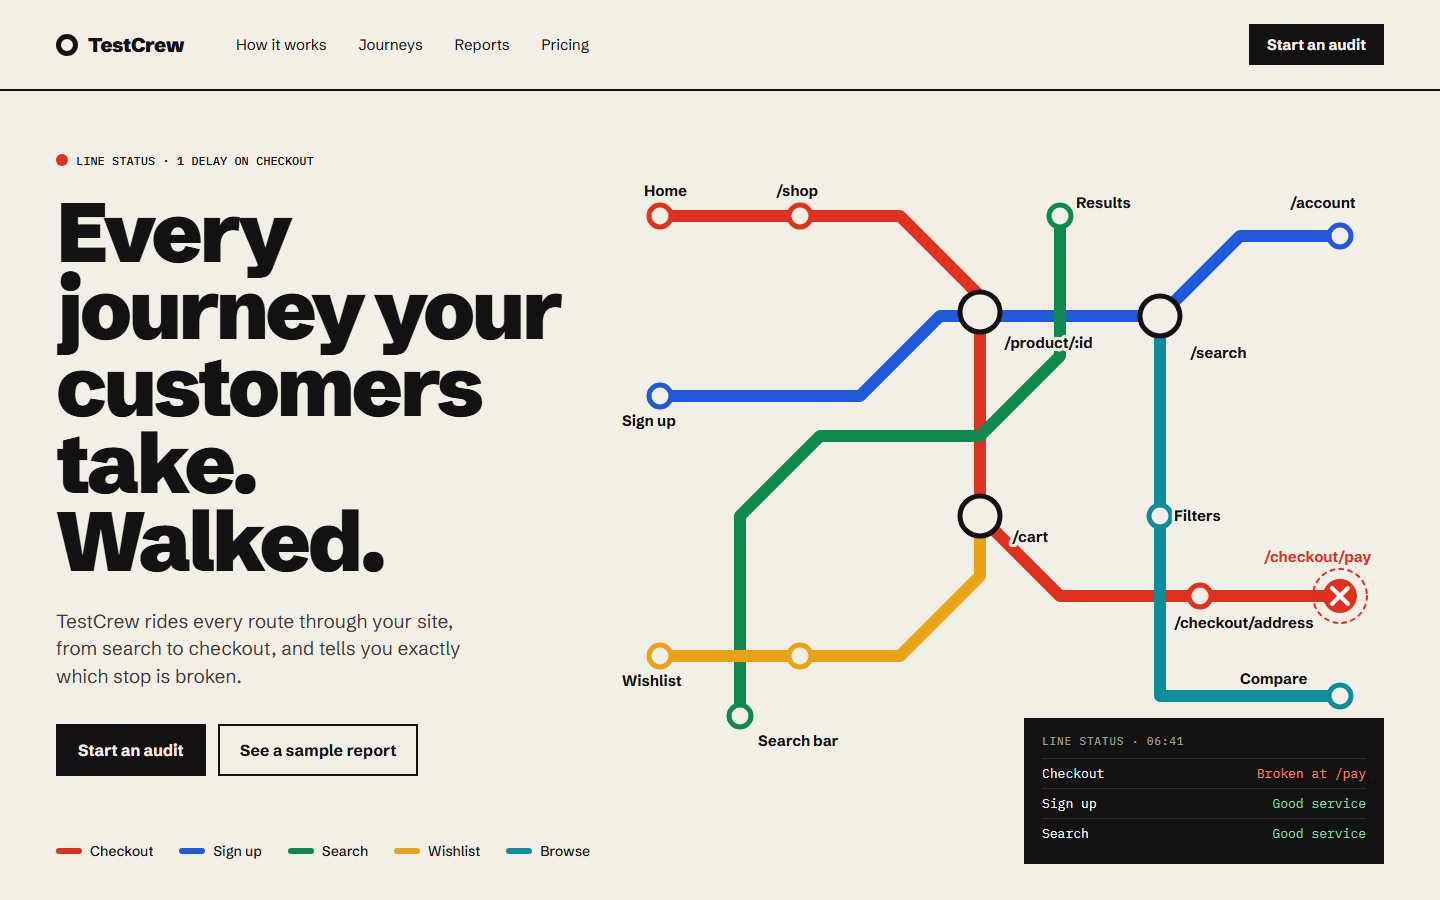 TestCrew
How it works
Journeys
Reports
Pricing
Start an audit
LINE STATUS · 1 DELAY ON CHECKOUT
Every
journey your
customers
take.
Walked.
TestCrew rides every route through your site,
from search to checkout, and tells you exactly
which stop is broken.
Start an audit
See a sample report
Checkout
Sign up
Search
Wishlist
Browse
Home
/shop
Results
/account
/product/:id
/search
Sign up
/cart
Filters
/checkout/pay
/checkout/address
Wishlist
Compare
Search bar
LINE STATUS · 06:41
Checkout Broken at /pay
Sign up Good service
Search Good service